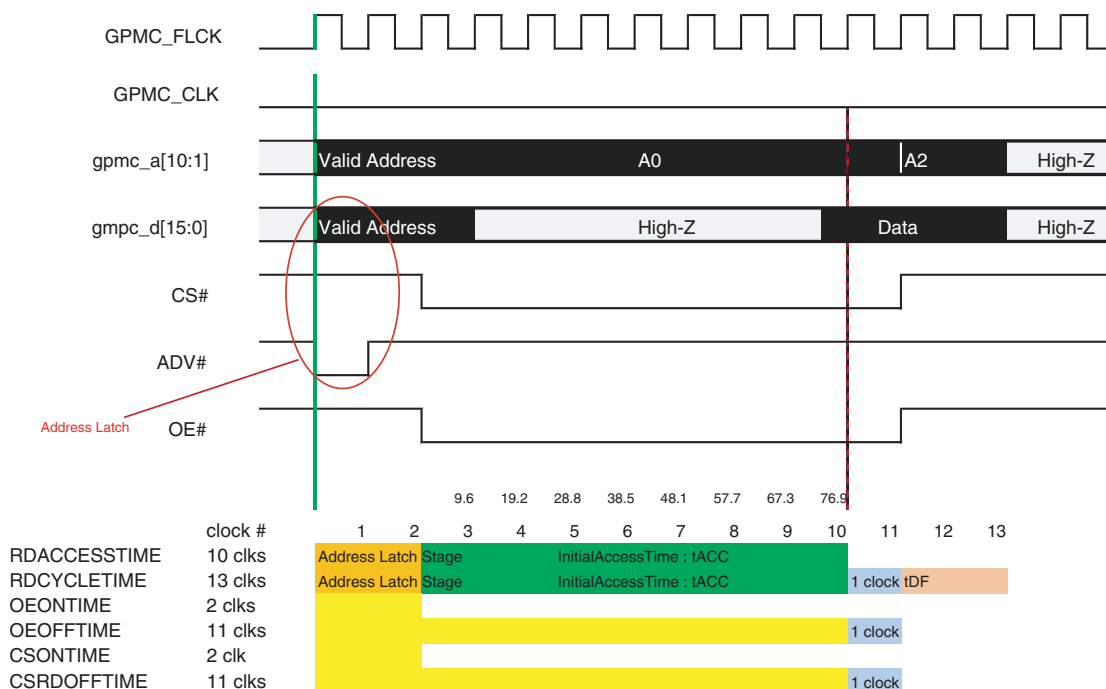 GPMC_FLCK
GPMC_CLK
gpmc_a[10:1] Valid Address A0 A2 High-Z
gmpc_d[15:0] Valid Address High-Z Data High-Z
CS#
ADV#
Address Latch
OE#
9.6 19.2 28.8 38.5 48.1 57.7 67.3 76.9
clock # 1 2 3 4 5 6 7 8 9 10 11 12 13
RDACCESSTIME 10 clks Address Latch Stage InitialAccessTime : tACC
RDCYCLETIME 13 clks Address Latch Stage InitialAccessTime : tACC 1 clock tDF
OEONTIME 2 clks
OEOFFTIME 11 clks 1 clock
CSONTIME 2 clk
CSRDOFFTIME 11 clks 1 clock